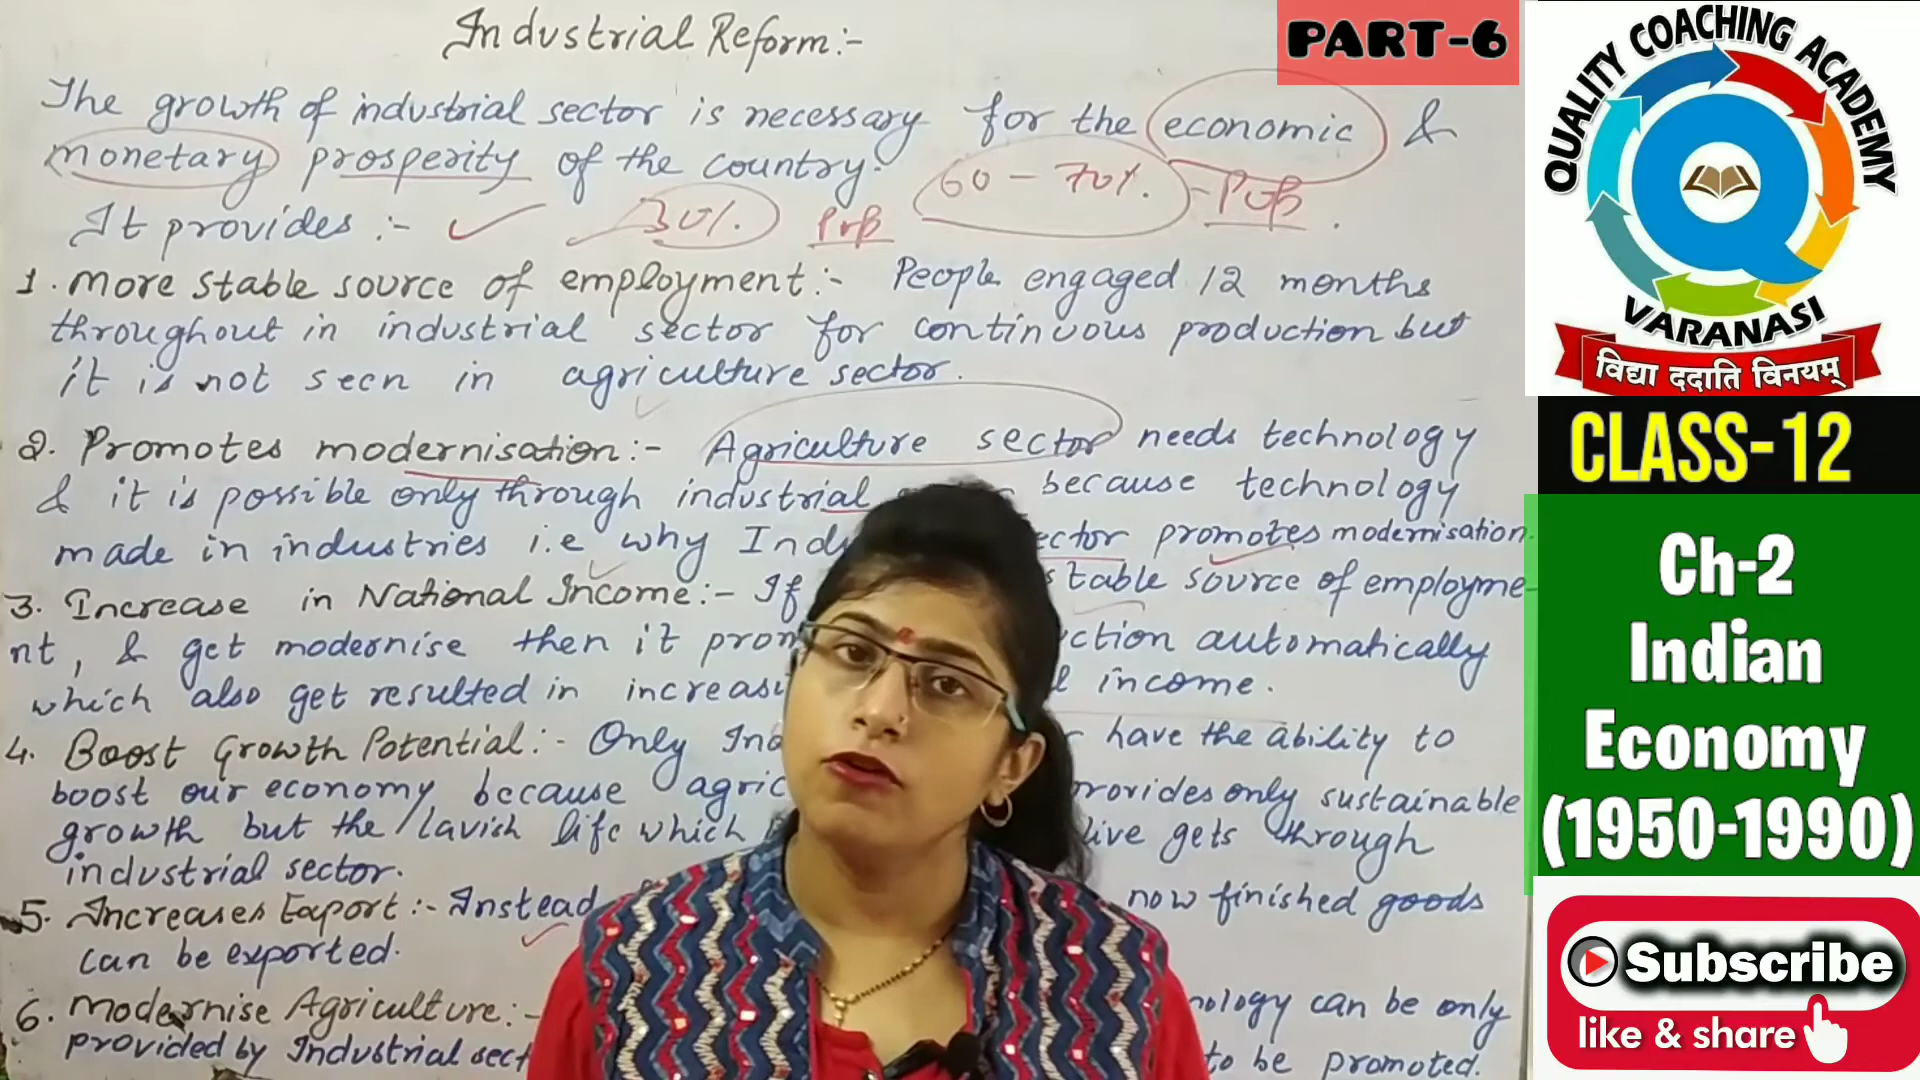 Industrial Reform:-
The growth of industrial sector is necessary for the economic &
monetary prosperity of the country.
60 - 70%. - Pop
It provides :- 30%. Pop
1. More stable source of employment:- People engaged 12 months
throughout in industrial sector for continuous production but
it is not seen in agriculture sector.
2. Promotes modernisation:- Agriculture sector needs technology
& it is possible only through industrial because technology
made in industries i.e why Ind ector promotes modernisation.
3. Increase in National Income:- If stable source of employme-
nt, & get modernise then it pro uction automatically
which also get resulted in increasi income.
4. Boost Growth Potential:- Only Ind have the ability to
boost our economy because agric provides only sustainable
growth but the lavish life which live gets through
industrial sector.
5. Increases Export:- Instead now finished goods
can be exported.
6. Modernise Agriculture:- nology can be only
provided by Industrial sect to be promoted.
PART-6
QUALITY COACHING ACADEMY
VARANASI
विद्या ददाति विनयम्
CLASS-12
Ch-2
Indian
Economy
(1950-1990)
Subscribe
like & share